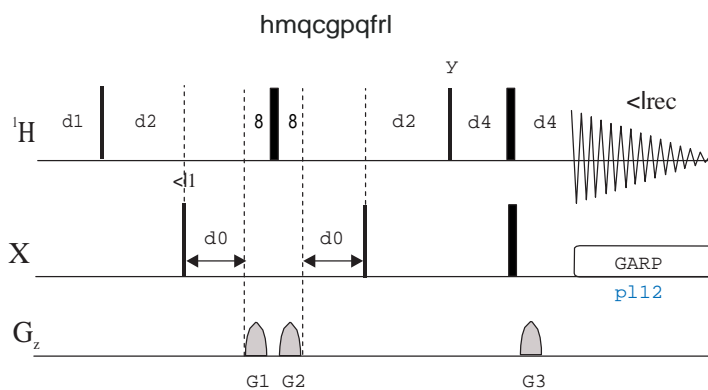 hmqcgpqfrl
y
<lrec
1H d1 d2 8 8 d2 d4 d4
<l1
d0 d0
X
GARP
pl12
Gz
G1 G2 G3